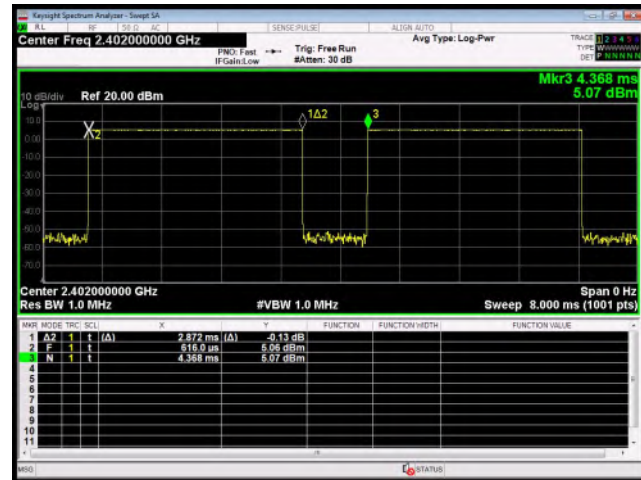 Keysight Spectrum Analyzer - Swept SA
RL RF 50 Ω AC SENSE:PULSE ALIGN AUTO
Center Freq 2.402000000 GHz
PNO: Fast
IFGain:Low
Trig: Free Run
#Atten: 30 dB
Avg Type: Log-Pwr
TRACE 1 2 3 4 5 6
TYPE WWWWWW
DET P NNNNN
Mkr3 4.368 ms
5.07 dBm
10 dB/div Ref 20.00 dBm
Log
10.0
0.00
-10.0
-20.0
-30.0
-40.0
-50.0
-60.0
-70.0
2
1Δ2
3
Center 2.402000000 GHz Span 0 Hz
Res BW 1.0 MHz #VBW 1.0 MHz Sweep 8.000 ms (1001 pts)
MKR MODE TRC SCL X Y FUNCTION FUNCTION WIDTH FUNCTION VALUE
1 Δ2 1 t (Δ) 2.872 ms (Δ) -0.13 dB
2 F 1 t 616.0 µs 5.06 dBm
3 N 1 t 4.368 ms 5.07 dBm
4
5
6
7
8
9
10
11
MSG STATUS